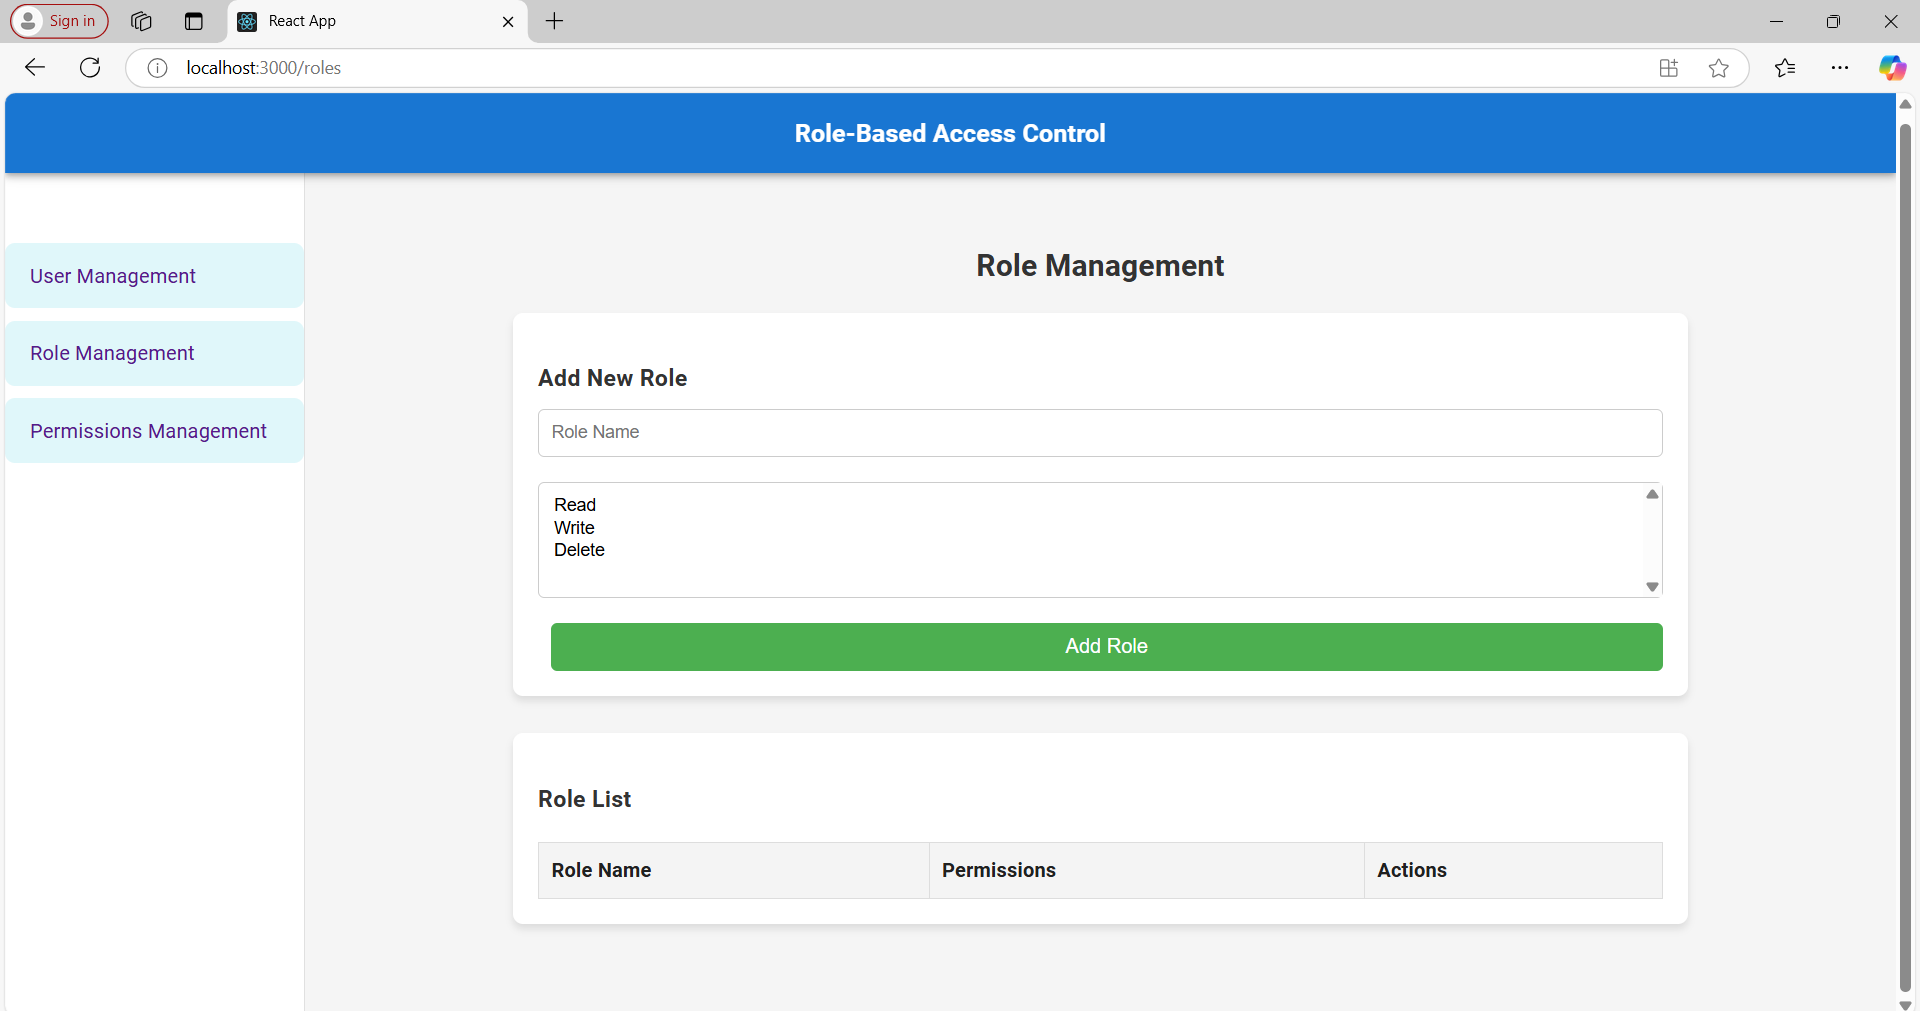 Sign in
React App
localhost:3000/roles
Role-Based Access Control
User Management
Role Management
Permissions Management
Role Management
Add New Role
Role Name
Read
Write
Delete
Add Role
Role List
Role Name Permissions Actions